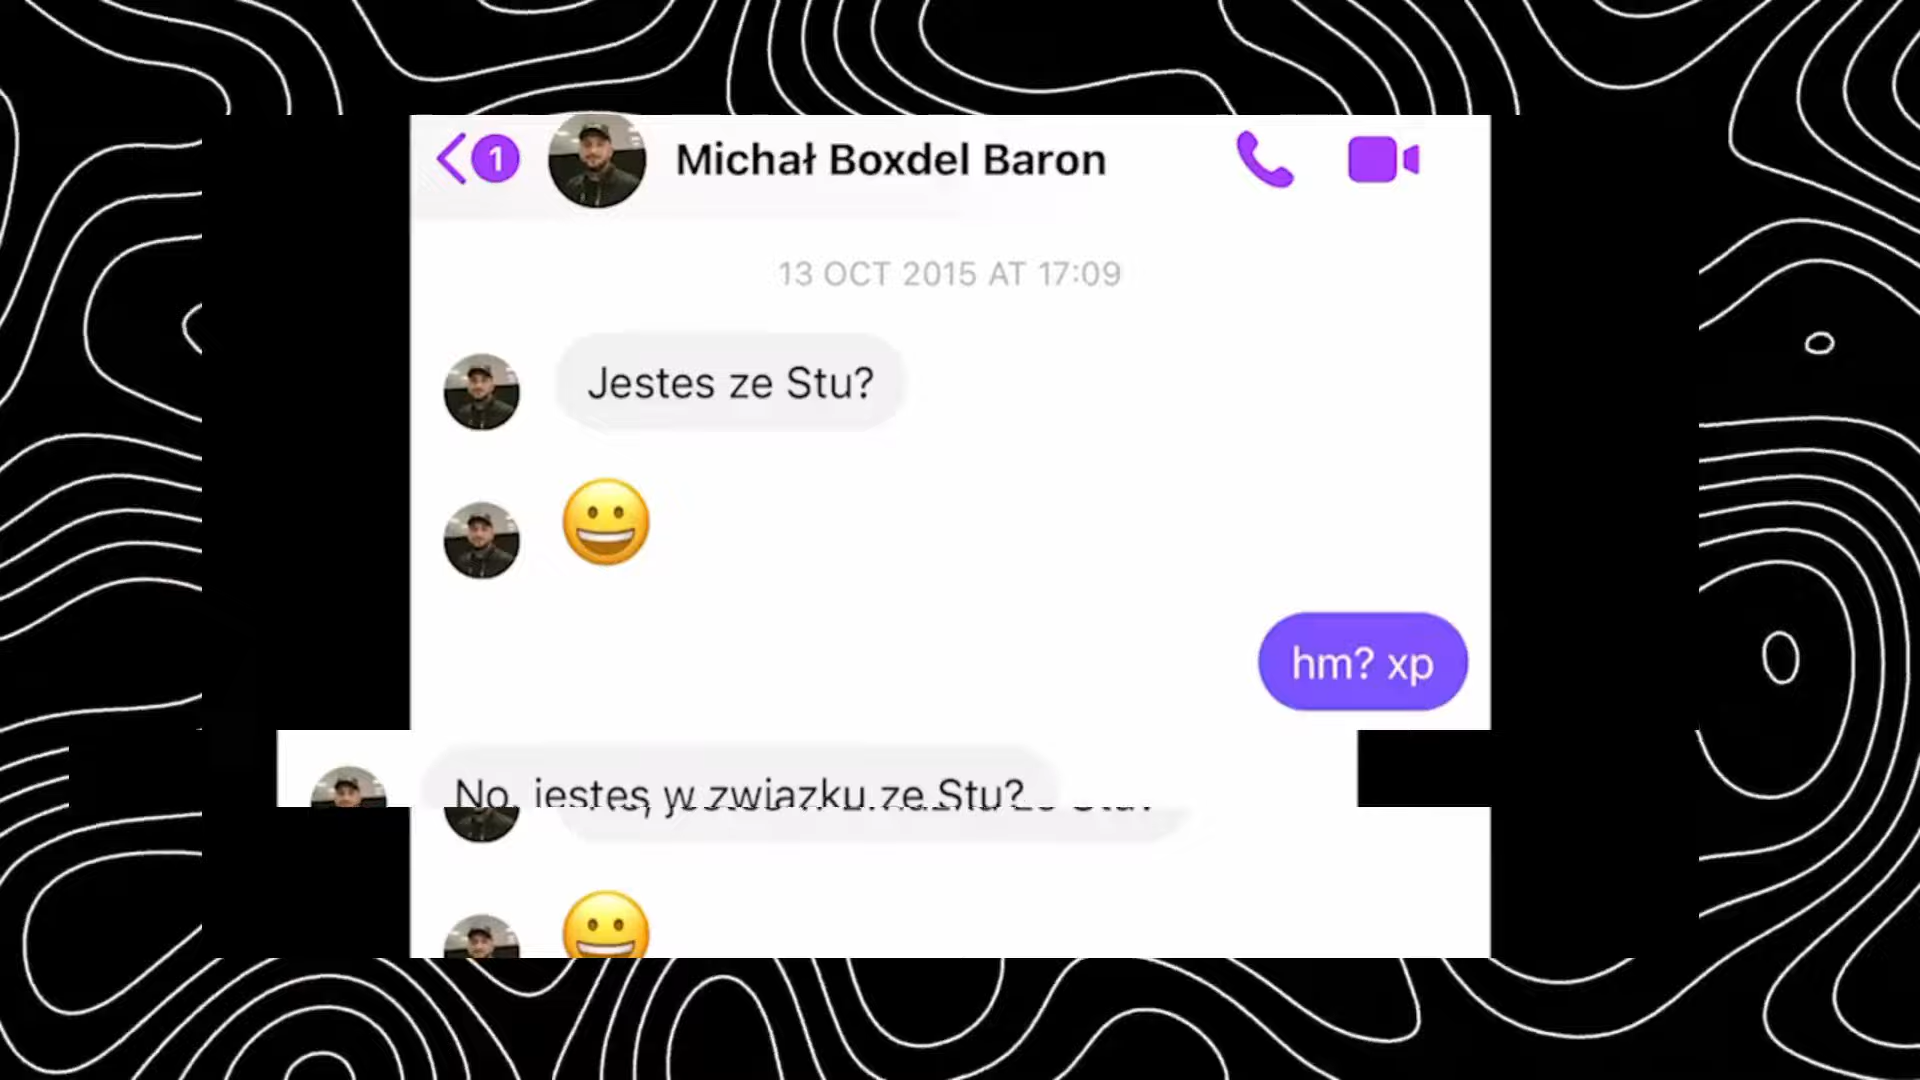 1
Michał Boxdel Baron
13 OCT 2015 AT 17:09
Jestes ze Stu?
hm? xp
No, jestes w zwiazku ze Stu?